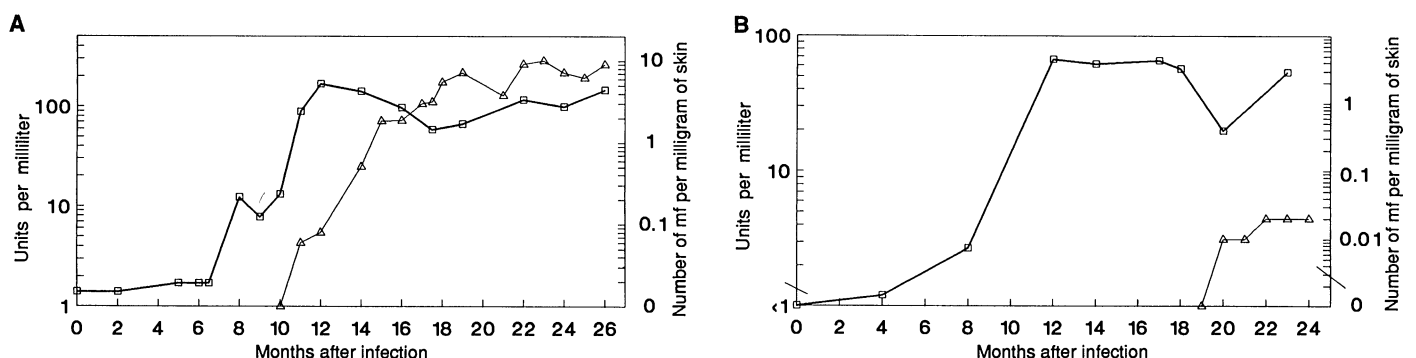 A
100
10
1
Units per milliliter
0 2 4 6 8 10 12 14 16 18 20 22 24 26
Months after infection
10
1
0.1
0
Number of mf per milligram of skin
B
100
10
<1
Units per milliliter
0 2 4 6 8 10 12 14 16 18 20 22 24
Months after infection
1
0.1
0.01
0
Number of mf per milligram of skin